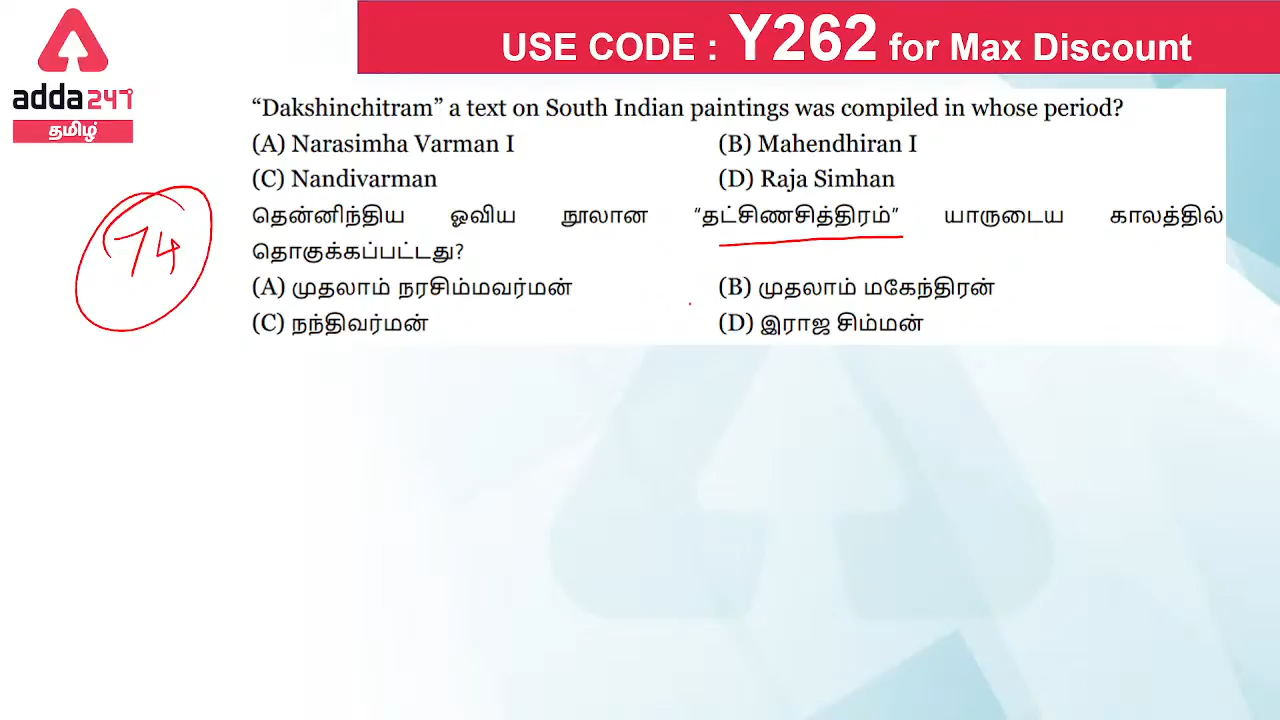 USE CODE : Y262 for Max Discount
adda247
தமிழ்
“Dakshinchitram” a text on South Indian paintings was compiled in whose period?
(A) Narasimha Varman I (B) Mahendhiran I
(C) Nandivarman (D) Raja Simhan
தென்னிந்திய ஓவிய நூலான “தட்சிணசித்திரம்” யாருடைய காலத்தில்
தொகுக்கப்பட்டது?
(A) முதலாம் நரசிம்மவர்மன் (B) முதலாம் மகேந்திரன்
(C) நந்திவர்மன் (D) இராஜ சிம்மன்
74